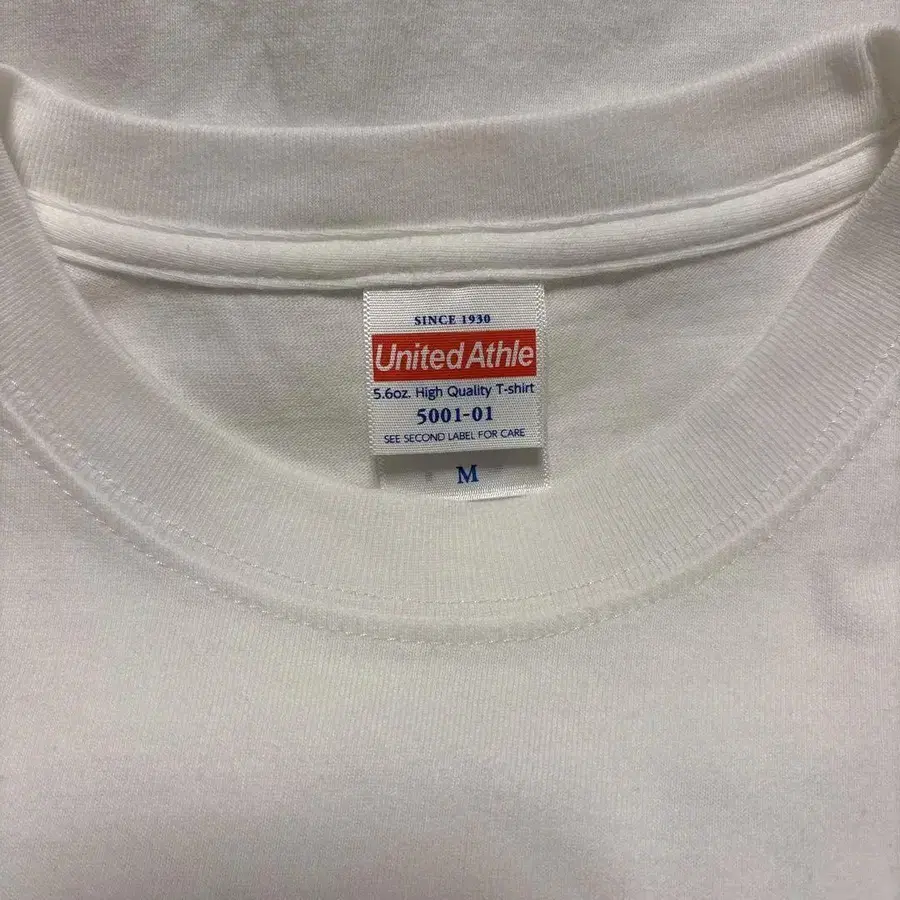 SINCE 1930
United Athle
5.6oz. High Quality T-shirt
5001-01
SEE SECOND LABEL FOR CARE
M